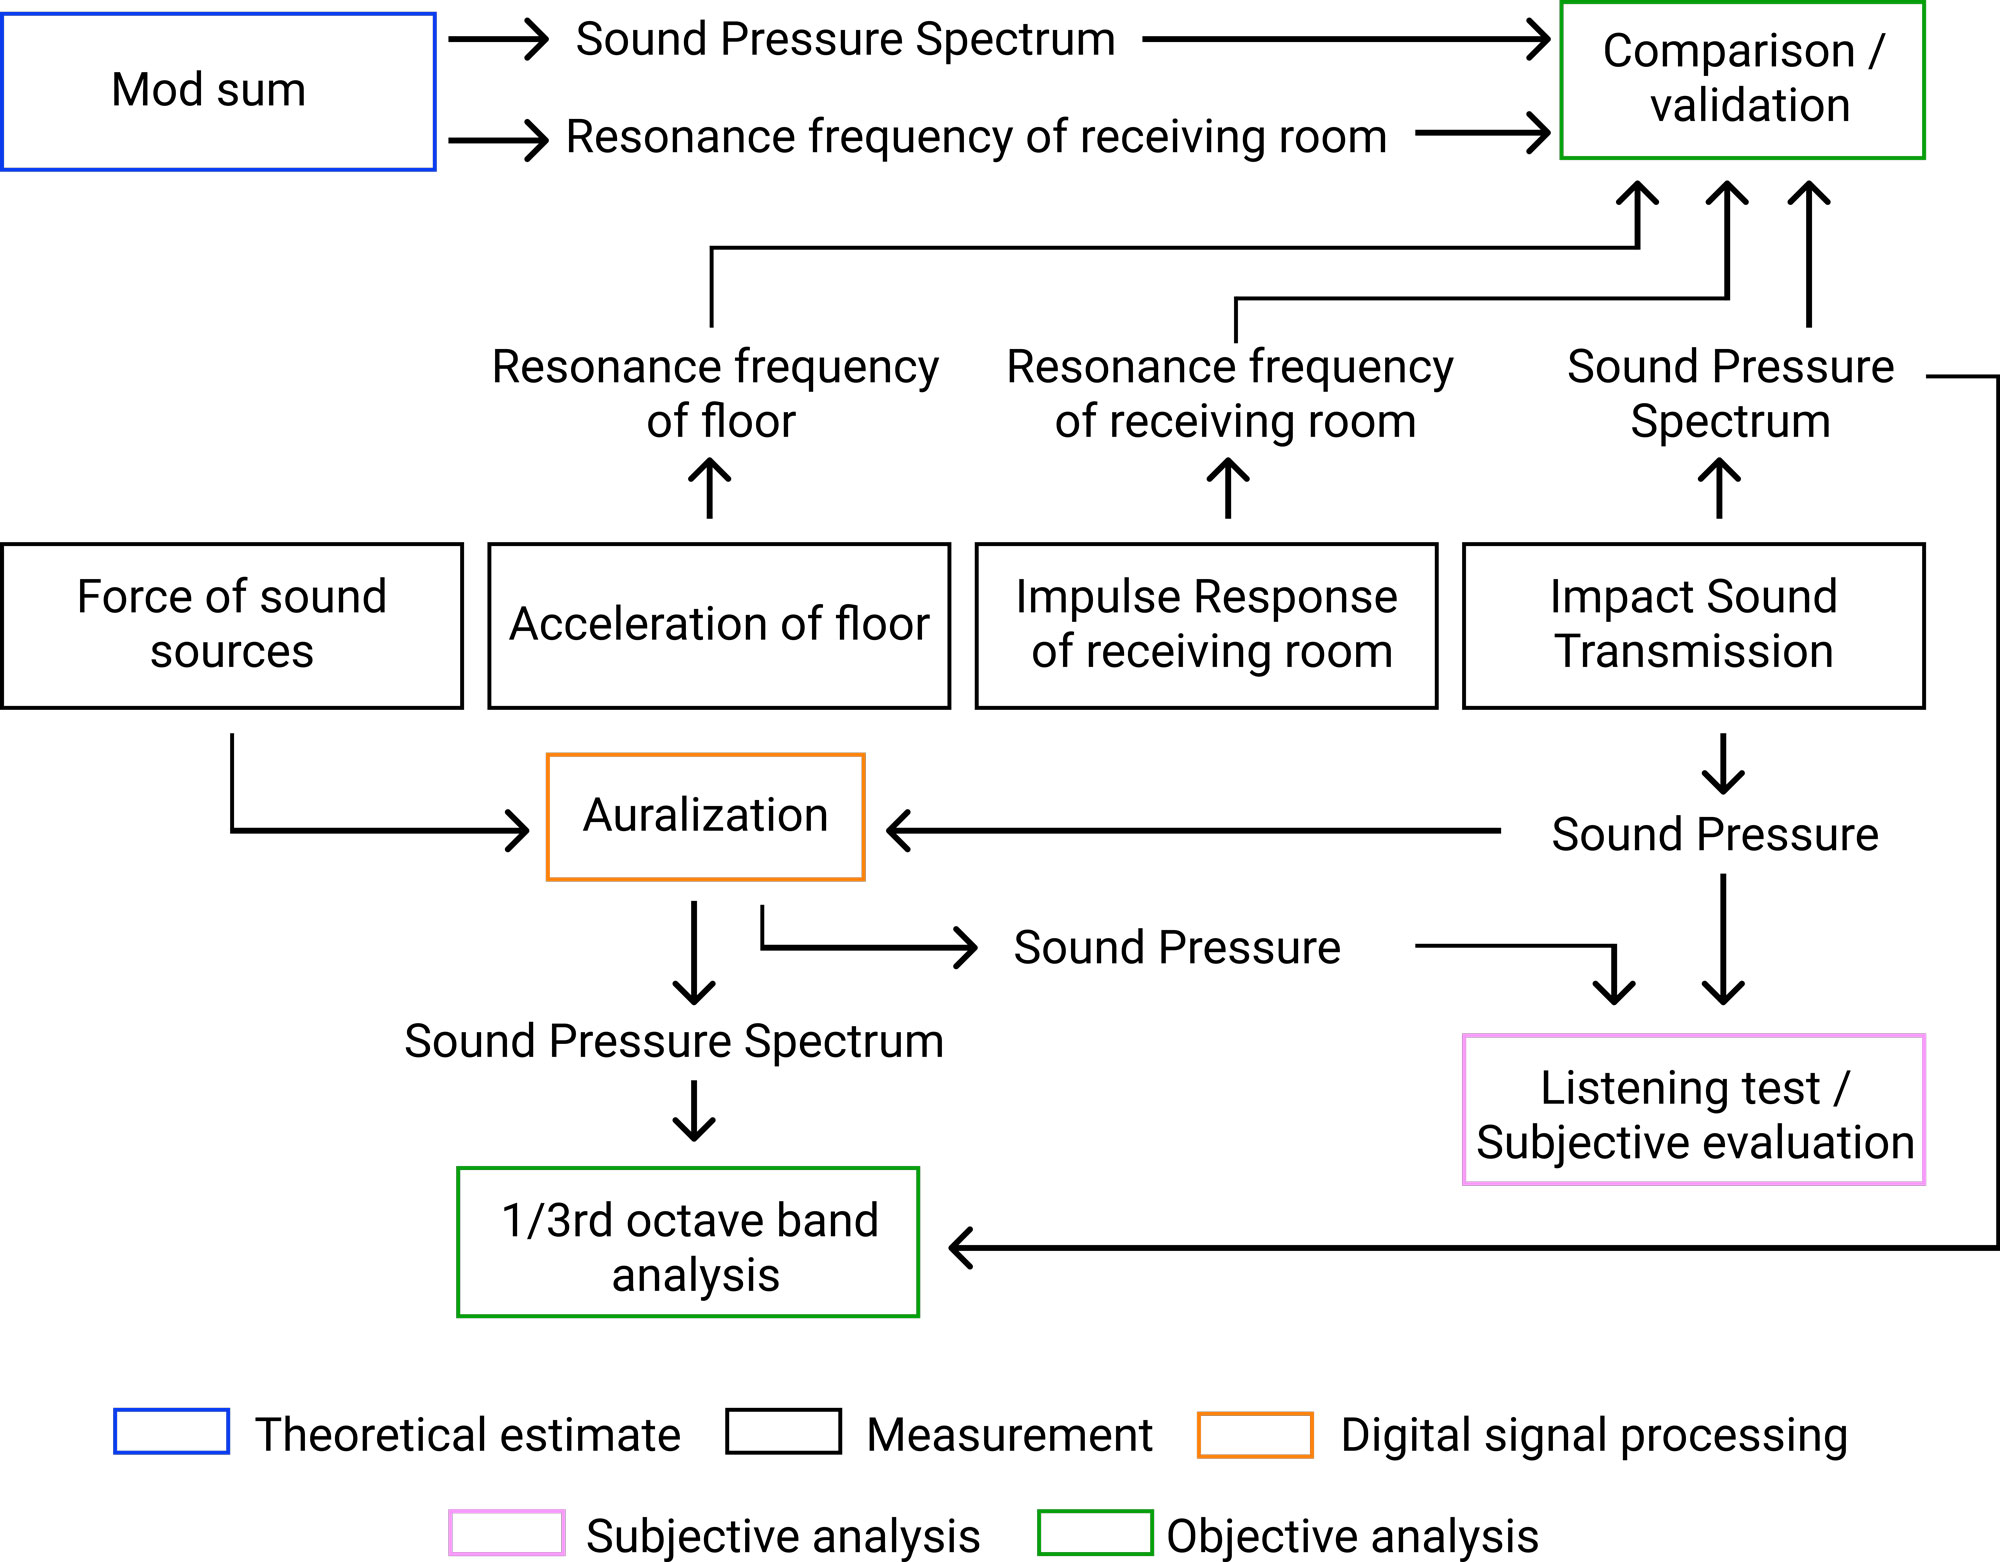 Mod sum
Sound Pressure Spectrum
Resonance frequency of receiving room
Comparison /
validation
Resonance frequency
of floor
Resonance frequency
of receiving room
Sound Pressure
Spectrum
Force of sound
sources
Acceleration of floor
Impulse Response
of receiving room
Impact Sound
Transmission
Auralization
Sound Pressure
Sound Pressure
Sound Pressure Spectrum
Listening test /
Subjective evaluation
1/3rd octave band
analysis
Theoretical estimate
Measurement
Digital signal processing
Subjective analysis
Objective analysis